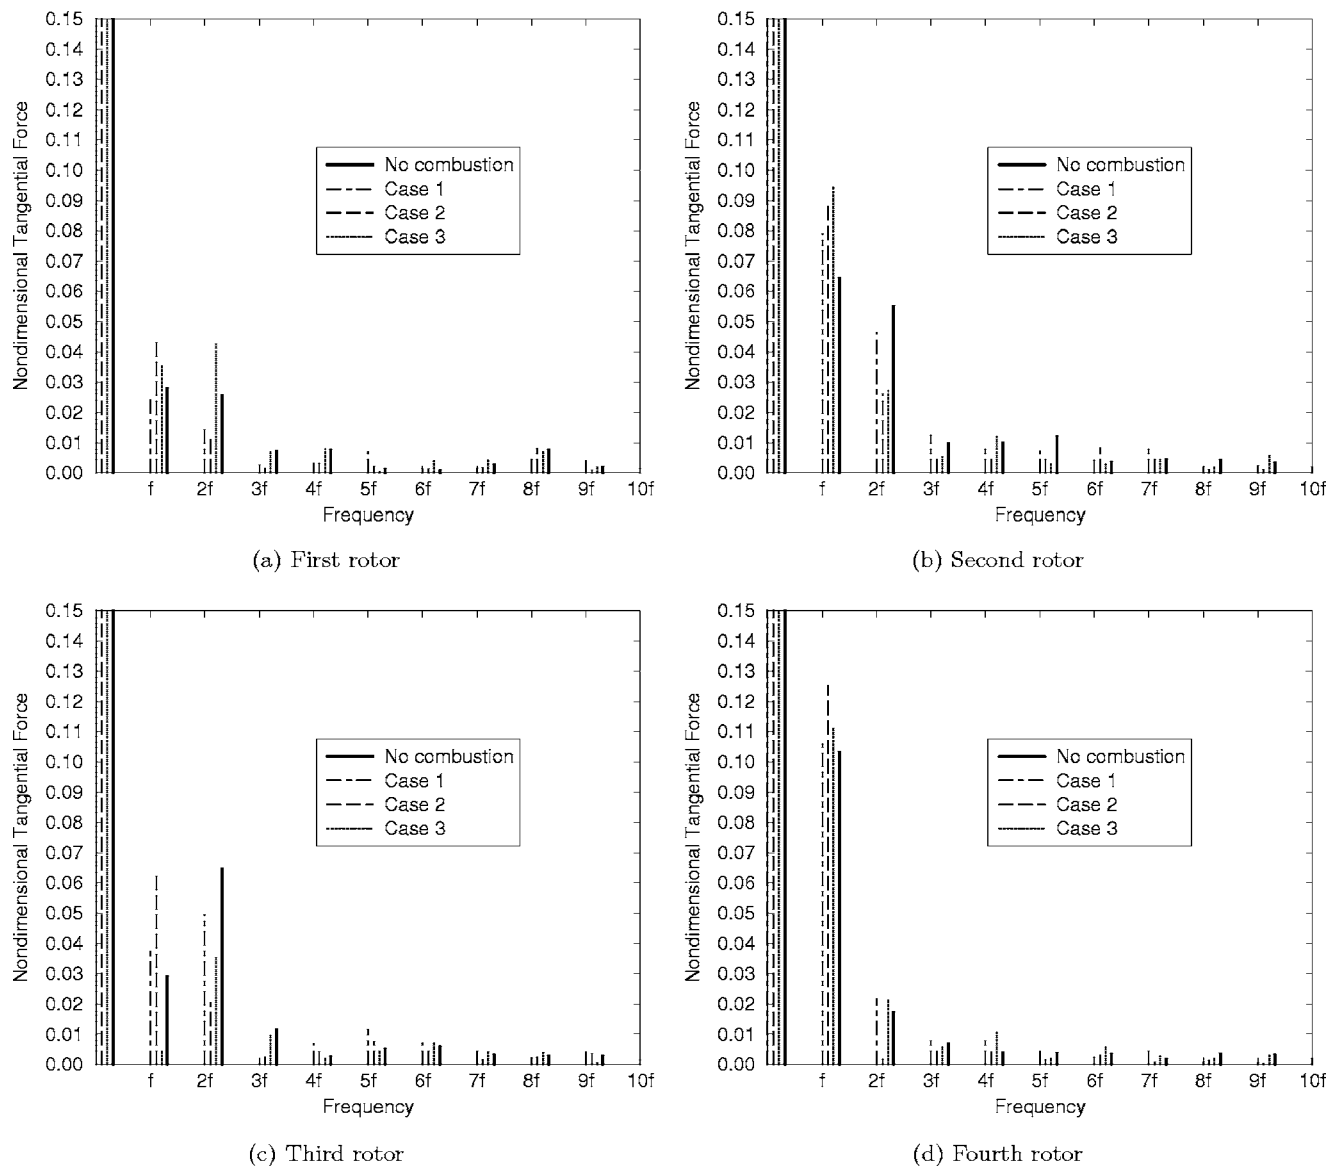 Nondimensional Tangential Force
0.15
0.14
0.13
0.12
0.11
0.10
0.09
0.08
0.07
0.06
0.05
0.04
0.03
0.02
0.01
0.00
No combustion
Case 1
Case 2
Case 3
f 2f 3f 4f 5f 6f 7f 8f 9f 10f
Frequency
(a) First rotor
Nondimensional Tangential Force
0.15
0.14
0.13
0.12
0.11
0.10
0.09
0.08
0.07
0.06
0.05
0.04
0.03
0.02
0.01
0.00
No combustion
Case 1
Case 2
Case 3
f 2f 3f 4f 5f 6f 7f 8f 9f 10f
Frequency
(b) Second rotor
Nondimensional Tangential Force
0.15
0.14
0.13
0.12
0.11
0.10
0.09
0.08
0.07
0.06
0.05
0.04
0.03
0.02
0.01
0.00
No combustion
Case 1
Case 2
Case 3
f 2f 3f 4f 5f 6f 7f 8f 9f 10f
Frequency
(c) Third rotor
Nondimensional Tangential Force
0.15
0.14
0.13
0.12
0.11
0.10
0.09
0.08
0.07
0.06
0.05
0.04
0.03
0.02
0.01
0.00
No combustion
Case 1
Case 2
Case 3
f 2f 3f 4f 5f 6f 7f 8f 9f 10f
Frequency
(d) Fourth rotor